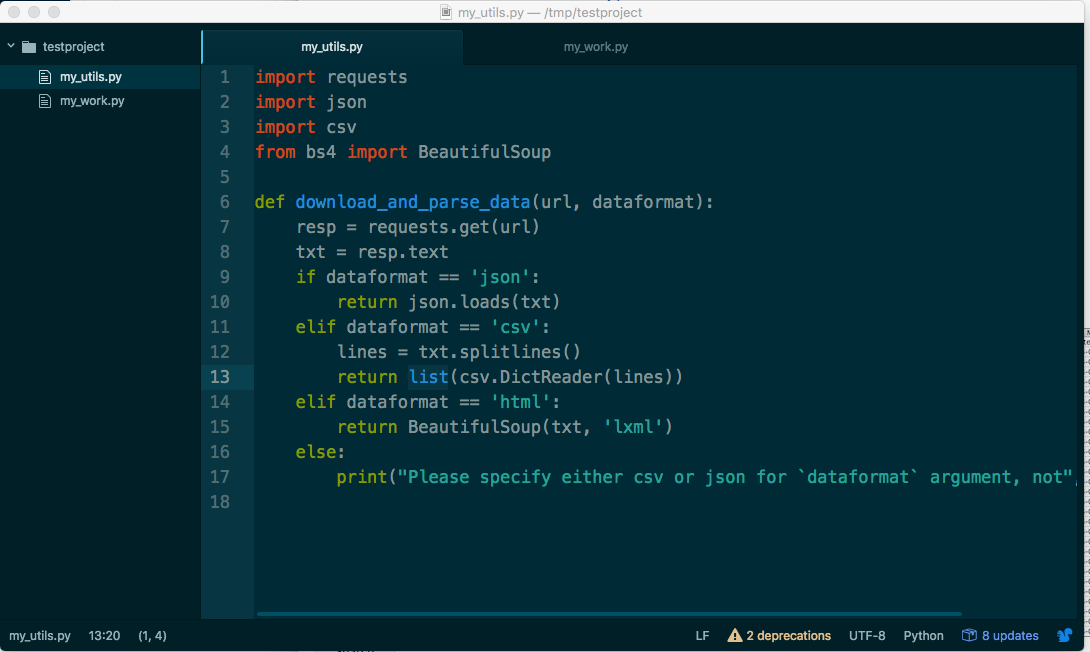 my_utils.py — /tmp/testproject
testproject
my_utils.py
my_work.py
my_utils.py
my_work.py
1 import requests
2 import json
3 import csv
4 from bs4 import BeautifulSoup
5
6 def download_and_parse_data(url, dataformat):
7     resp = requests.get(url)
8     txt = resp.text
9     if dataformat == 'json':
10         return json.loads(txt)
11     elif dataformat == 'csv':
12         lines = txt.splitlines()
13         return list(csv.DictReader(lines))
14     elif dataformat == 'html':
15         return BeautifulSoup(txt, 'lxml')
16     else:
17         print("Please specify either csv or json for `dataformat` argument, not",
18
my_utils.py 13:20 (1, 4) LF 2 deprecations UTF-8 Python 8 updates